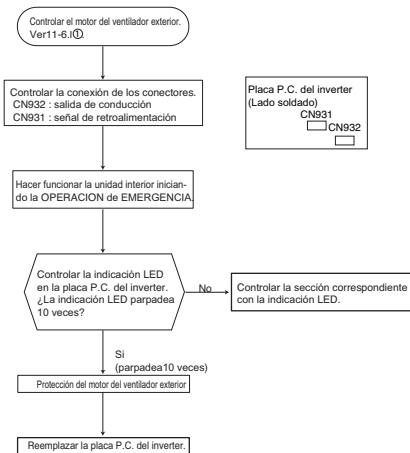 Controlar el motor del ventilador exterior.
Ver11-6.I①.
Controlar la conexión de los conectores.
CN932 : salida de conducción
CN931 : señal de retroalimentación
Placa P.C. del inverter
(Lado soldado)
CN931
CN932
Hacer funcionar la unidad interior inician-
do la OPERACION de EMERGENCIA.
Controlar la indicación LED
en la placa P.C. del inverter.
¿La indicación LED parpadea
10 veces?
No
Controlar la sección correspondiente
con la indicación LED.
Si
(parpadea10 veces)
Protección del motor del ventilador exterior
Reemplazar la placa P.C. del inverter.